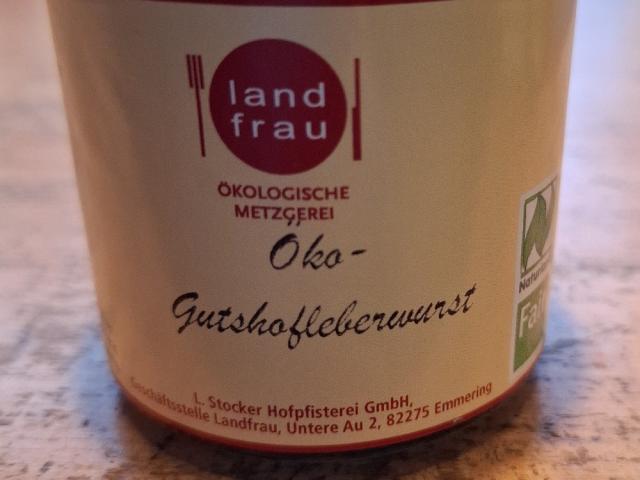 land
frau
ÖKOLOGISCHE
METZGEREI
Öko-
Gutshofleberwurst
L. Stocker Hofpfisterei GmbH,
Geschäftsstelle Landfrau, Untere Au 2, 82275 Emmering